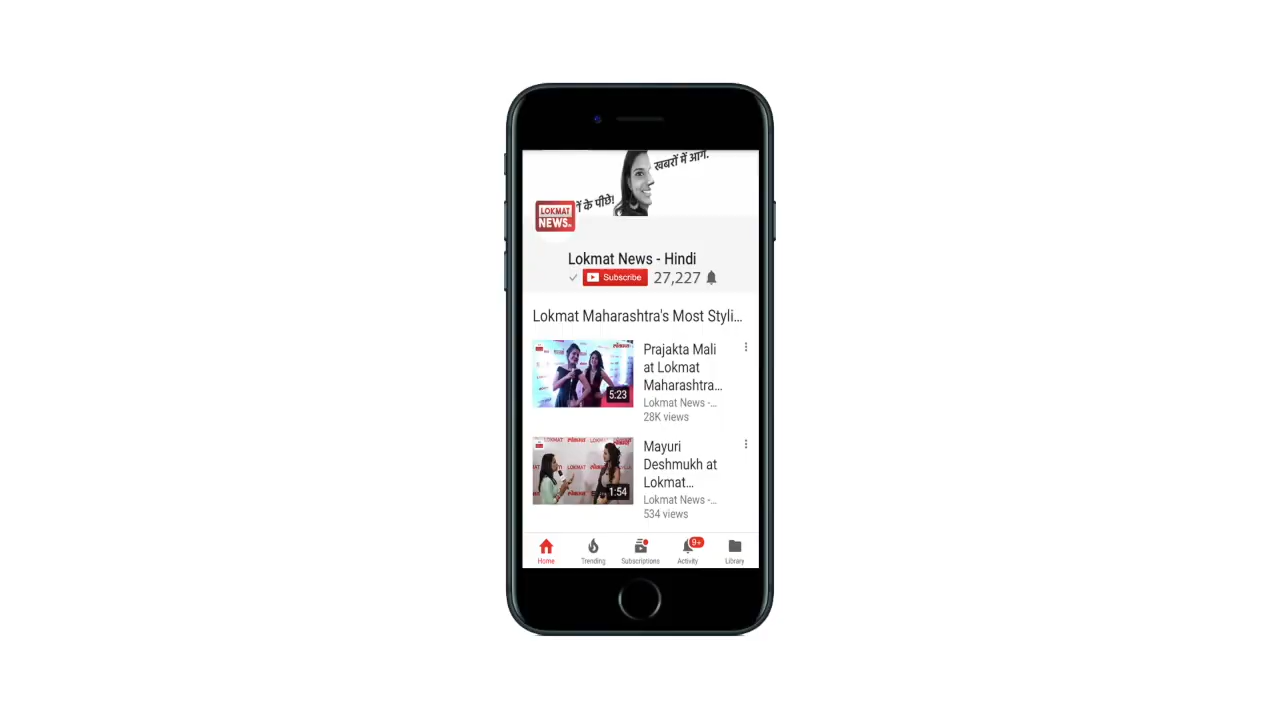 खबरों में आगे.
ों के पीछे!
LOKMAT
NEWS.in
Lokmat News - Hindi
Subscribe 27,227
Lokmat Maharashtra's Most Styli...
Prajakta Mali
at Lokmat
Maharashtra...
Lokmat News -...
28K views
5:23
Mayuri
Deshmukh at
Lokmat...
Lokmat News -...
534 views
LOKMAT
1:54
9+
Home Trending Subscriptions Activity Library